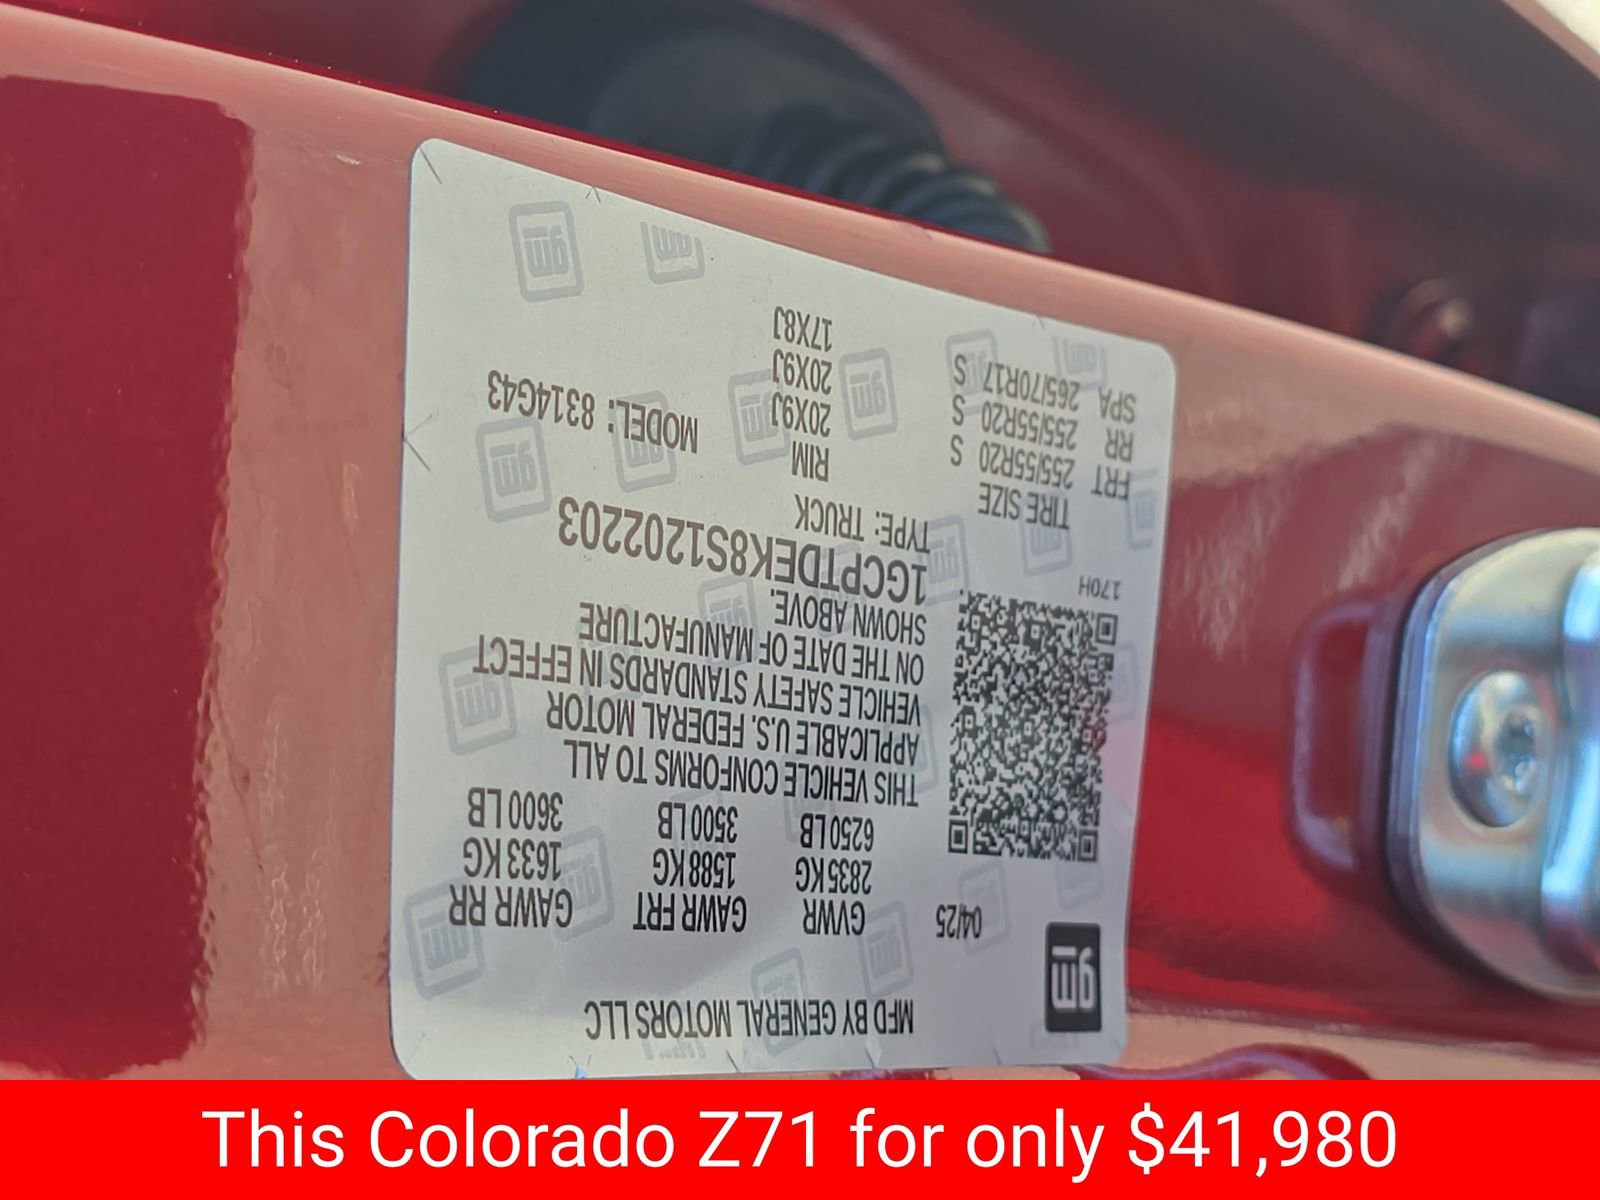 MFD BY GENERAL MOTORS LLC
gm
04/25
GVWR GAWR FRT GAWR RR
2835 KG 1588 KG 1633 KG
6250 LB 3500 LB 3600 LB
THIS VEHICLE CONFORMS TO ALL
APPLICABLE U.S. FEDERAL MOTOR
VEHICLE SAFETY STANDARDS IN EFFECT
ON THE DATE OF MANUFACTURE
SHOWN ABOVE.
1GCPTDEK8S1202203
170H
TYPE: TRUCK MODEL: 8314G43
TIRE SIZE RIM
FRT 255/55R20 S 20X9J
RR 255/55R20 S 20X9J
SPA 265/70R17 S 17X8J
This Colorado Z71 for only $41,980